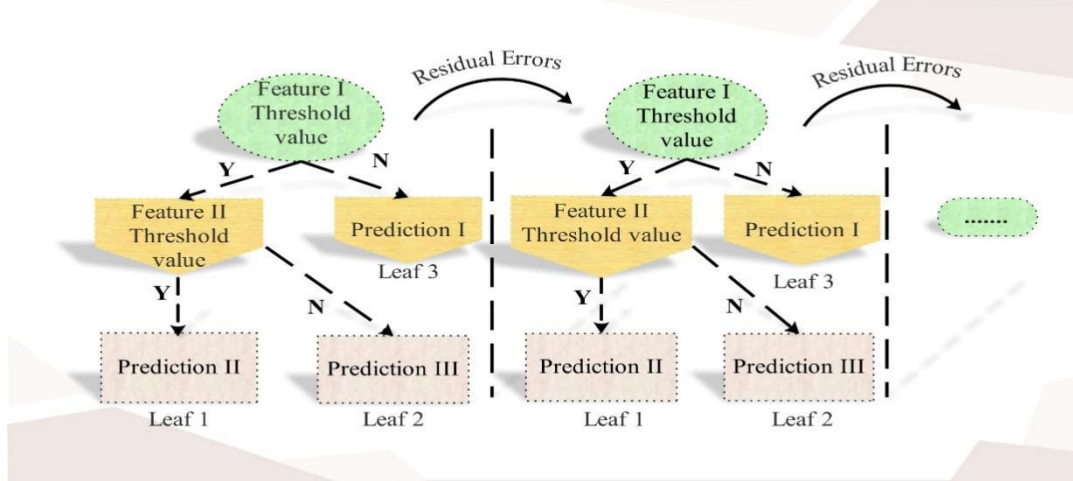 Residual Errors
Feature I
Threshold
value
Y
N
Feature II
Threshold
value
Prediction I
Leaf 3
Y
N
Prediction II
Prediction III
Leaf 1
Leaf 2
Residual Errors
Feature I
Threshold
value
Y
N
Feature II
Threshold value
Prediction I
Leaf 3
Y
N
Prediction II
Prediction III
Leaf 1
Leaf 2
.......